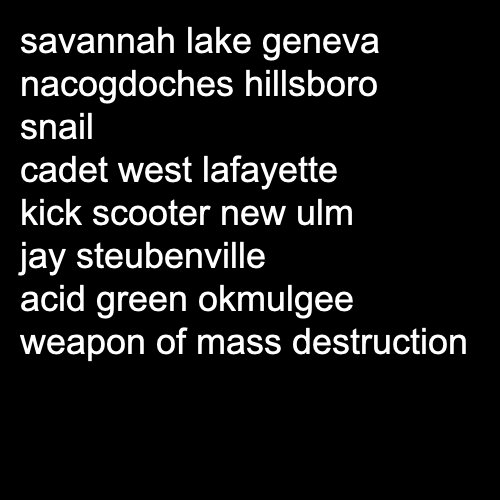 savannah lake geneva
nacogdoches hillsboro
snail
cadet west lafayette
kick scooter new ulm
jay steubenville
acid green okmulgee
weapon of mass destruction